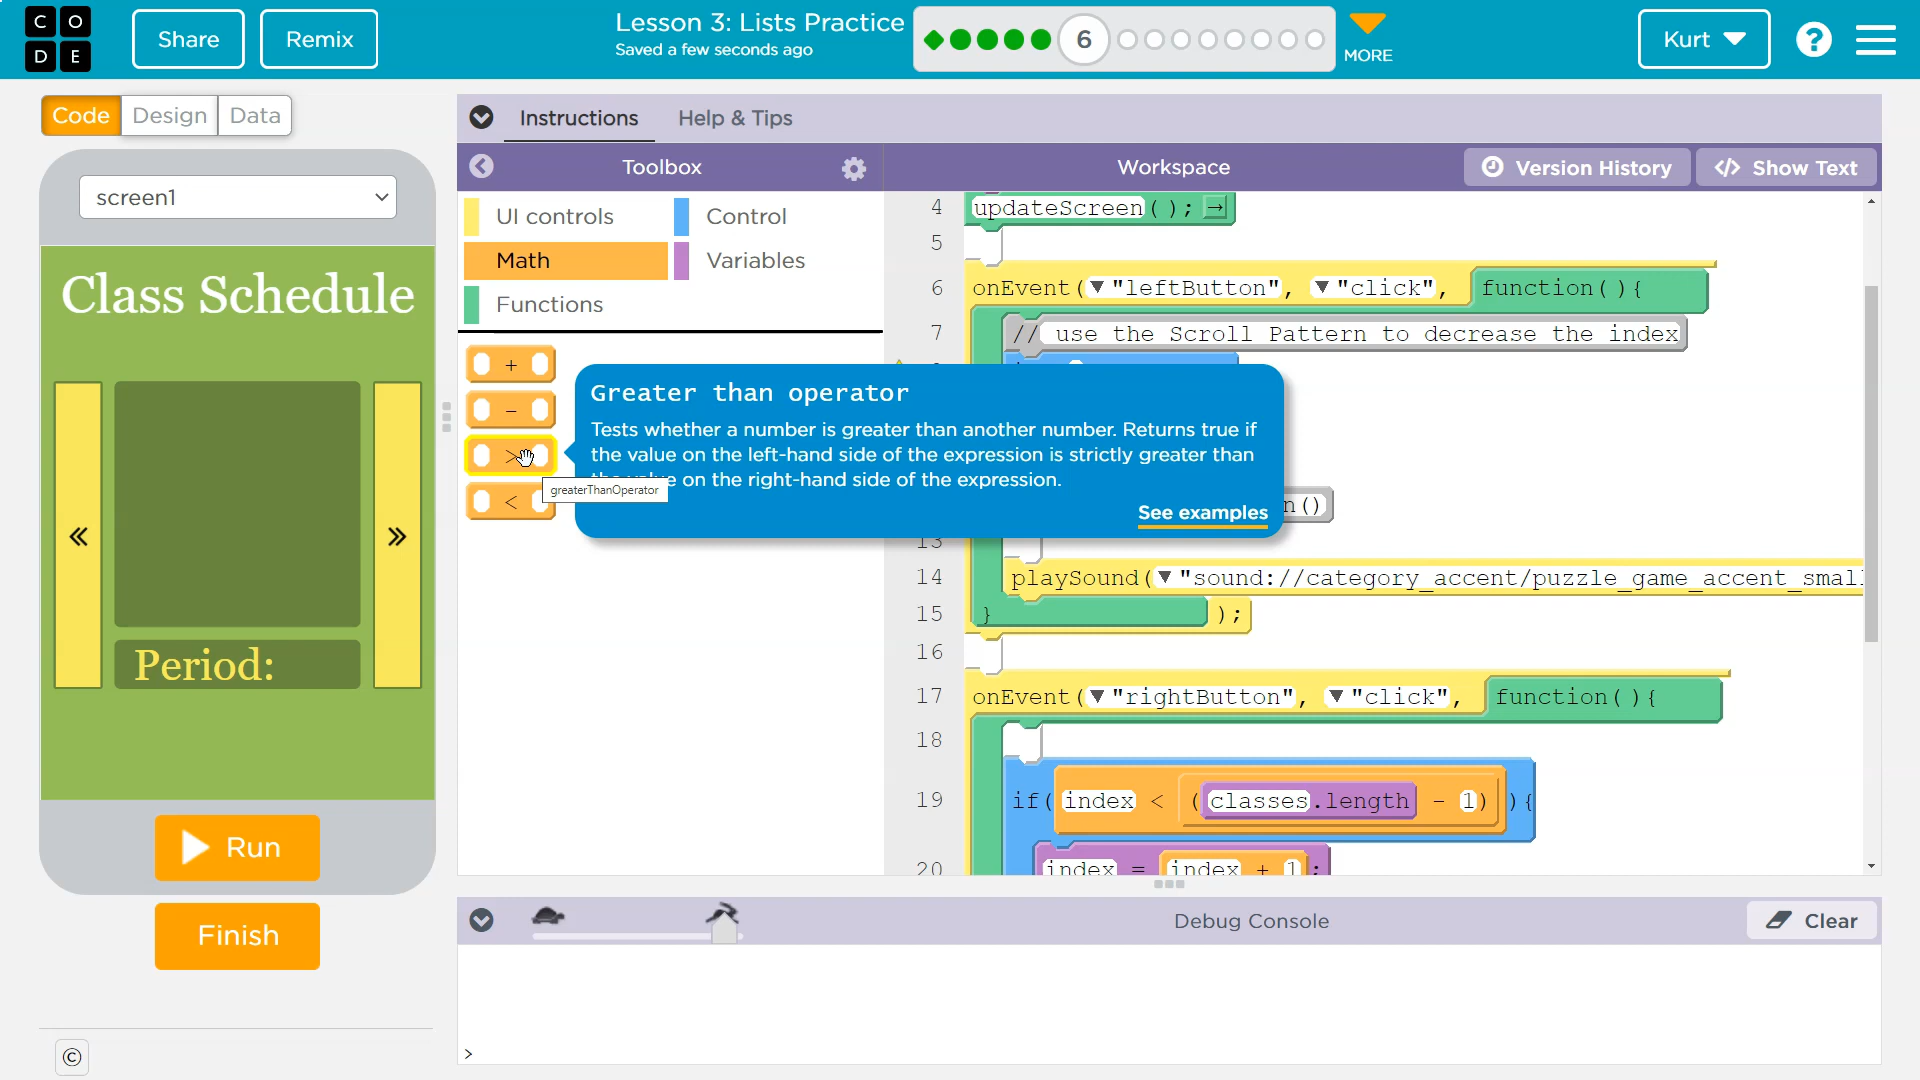 CODE
Share
Remix
Lesson 3: Lists Practice
Saved a few seconds ago
6
MORE
Kurt
?
Code
Design
Data
Instructions
Help & Tips
Toolbox
Workspace
Version History
</> Show Text
screen1
UI controls
Control
Math
Variables
Functions
+
-
>
<
Greater than operator
Tests whether a number is greater than another number. Returns true if
the value on the left-hand side of the expression is strictly greater than
on the right-hand side of the expression.
See examples
greaterThanOperator
Class Schedule
«
»
Period:
Run
Finish
©
4 updateScreen();
5
6 onEvent(▼"leftButton", ▼"click", function(){
7 // use the Scroll Pattern to decrease the index
n()
13
14 playSound(▼"sound://category_accent/puzzle_game_accent_smal
15 } );
16
17 onEvent(▼"rightButton", ▼"click", function(){
18
19 if(index < (classes.length - 1)){
20 index = index + 1;
Debug Console
Clear
>